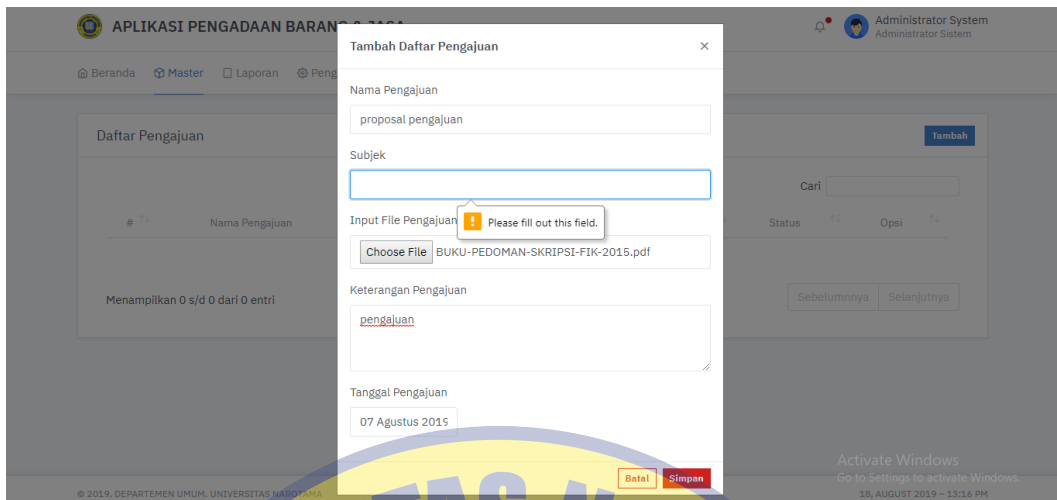 APLIKASI PENGADAAN BARANG & JASA
Administrator System
Administrator Sistem
Beranda Master Laporan Peng
Daftar Pengajuan
Tambah
Cari
# Nama Pengajuan Status Opsi
Menampilkan 0 s/d 0 dari 0 entri
Sebelumnnya Selanjutnya
Tambah Daftar Pengajuan ×
Nama Pengajuan
proposal pengajuan
Subjek
Please fill out this field.
Input File Pengajuan
Choose File BUKU-PEDOMAN-SKRIPSI-FIK-2015.pdf
Keterangan Pengajuan
pengajuan
Tanggal Pengajuan
07 Agustus 2019
Batal Simpan
Activate Windows
Go to Settings to activate Windows.
© 2019. DEPARTEMEN UMUM. UNIVERSITAS NAROTAMA
18, AUGUST 2019 ~ 13:16 PM